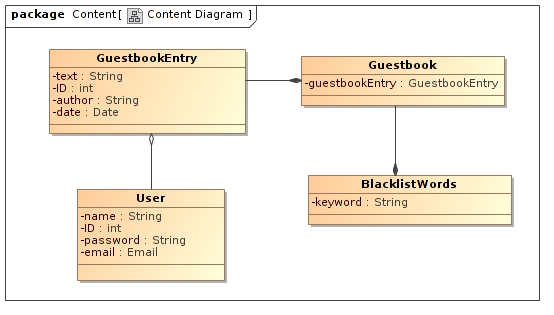 package Content[ Content Diagram ]
GuestbookEntry
-text : String
-ID : int
-author : String
-date : Date
Guestbook
-guestbookEntry : GuestbookEntry
BlacklistWords
-keyword : String
User
-name : String
-ID : int
-password : String
-email : Email